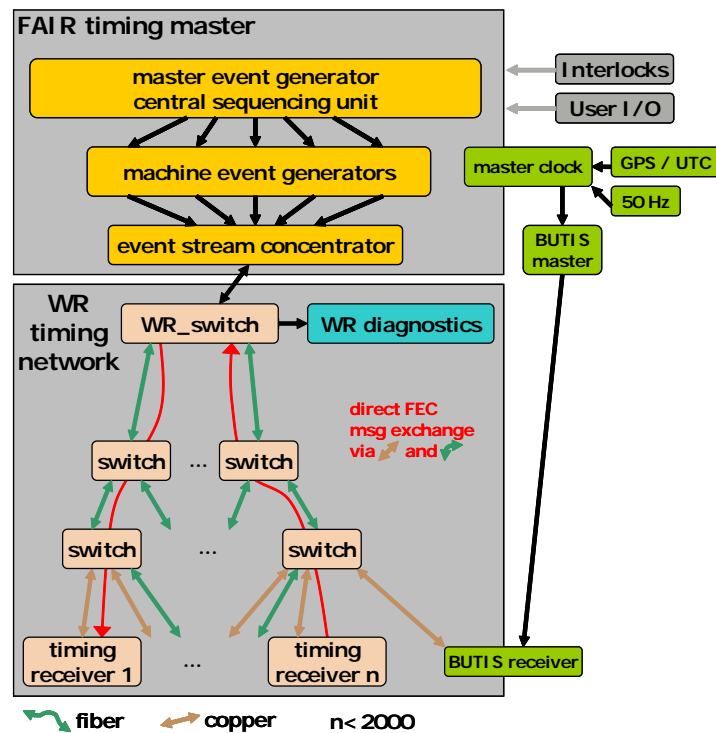 FAIR timing master
master event generator
central sequencing unit
Interlocks
User I/O
machine event generators
master clock
GPS / UTC
50Hz
event stream concentrator
BUTIS
master
WR
timing
network
WR_switch
WR diagnostics
direct FEC
msg exchange
via and
switch ... switch
switch ... switch
timing
receiver 1
...
timing
receiver n
BUTIS receiver
fiber copper n< 2000